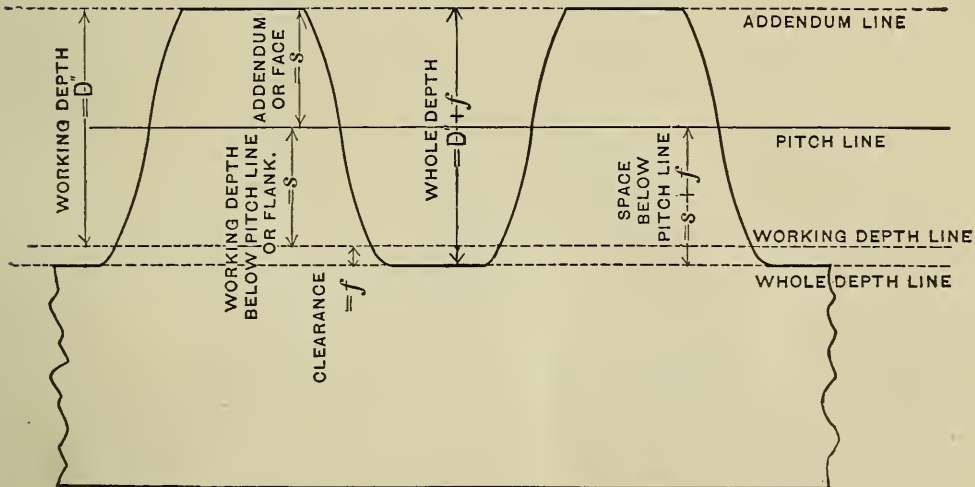 WORKING DEPTH
=D"
ADDENDUM
OR FACE
=s
WORKING DEPTH
BELOW PITCH LINE
OR FLANK.
=s
CLEARANCE
=f
WHOLE DEPTH
=D"+f
SPACE
BELOW
PITCH LINE
=s+f
ADDENDUM LINE
PITCH LINE
WORKING DEPTH LINE
WHOLE DEPTH LINE